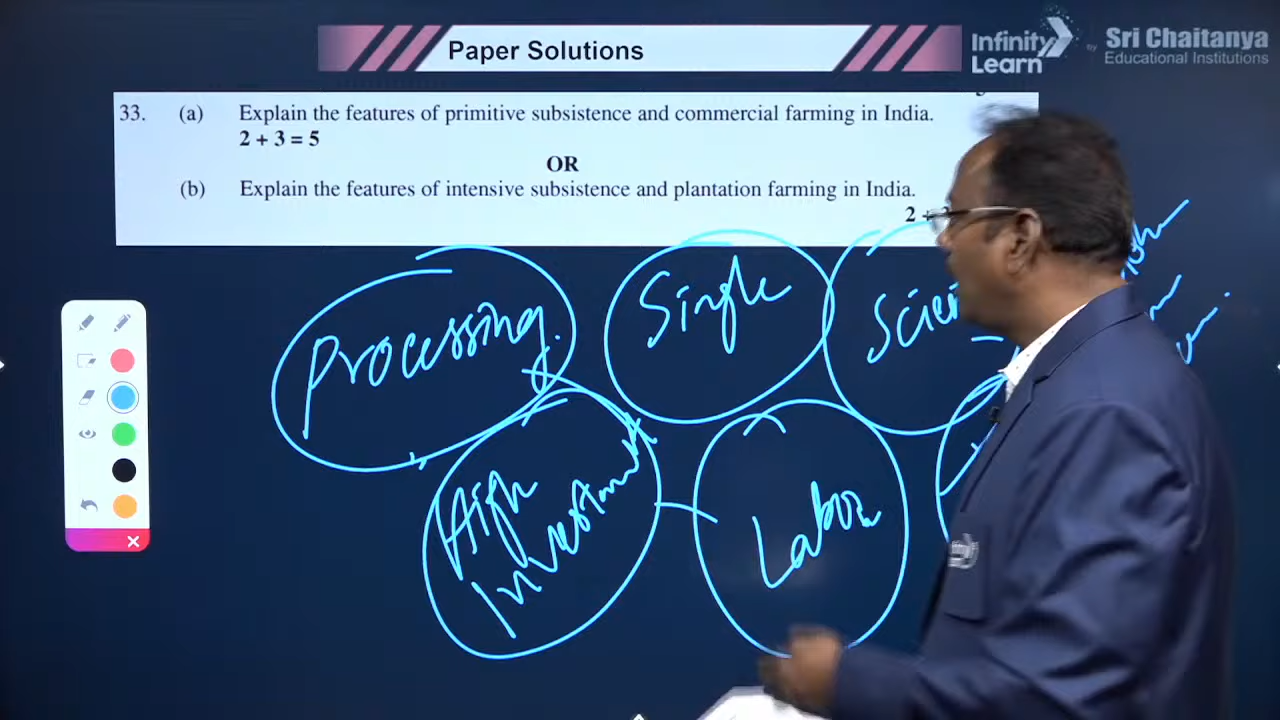 Paper Solutions
Infinity
Learn
by
Sri Chaitanya
Educational Institutions
33. (a) Explain the features of primitive subsistence and commercial farming in India.
2 + 3 = 5
OR
(b) Explain the features of intensive subsistence and plantation farming in India.
2 +
Processing.
Single
Scien
High
Investment
Labor